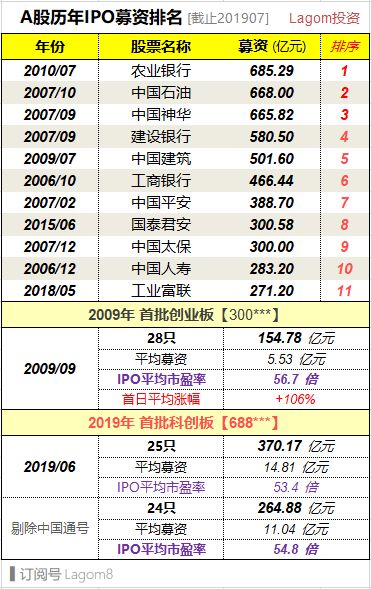 A股历年IPO募资排名 [截止201907] Lagom投资
年份 股票名称 募资 (亿元) 排序
2010/07 农业银行 685.29 1
2007/10 中国石油 668.00 2
2007/09 中国神华 665.82 3
2007/09 建设银行 580.50 4
2009/07 中国建筑 501.60 5
2006/10 工商银行 466.44 6
2007/02 中国平安 388.70 7
2015/06 国泰君安 300.58 8
2007/12 中国太保 300.00 9
2006/12 中国人寿 283.20 10
2018/05 工业富联 271.20 11
2009年 首批创业板【300***】
28只 154.78 亿元
平均募资 5.53 亿元
2009/09
IPO平均市盈率 56.7 倍
首日平均涨幅 +106%
2019年 首批科创板【688***】
25只 370.17 亿元
2019/06 平均募资 14.81 亿元
IPO平均市盈率 53.4 倍
24只 264.88 亿元
剔除中国通号 平均募资 11.04 亿元
IPO平均市盈率 54.8 倍
订阅号 Lagom8